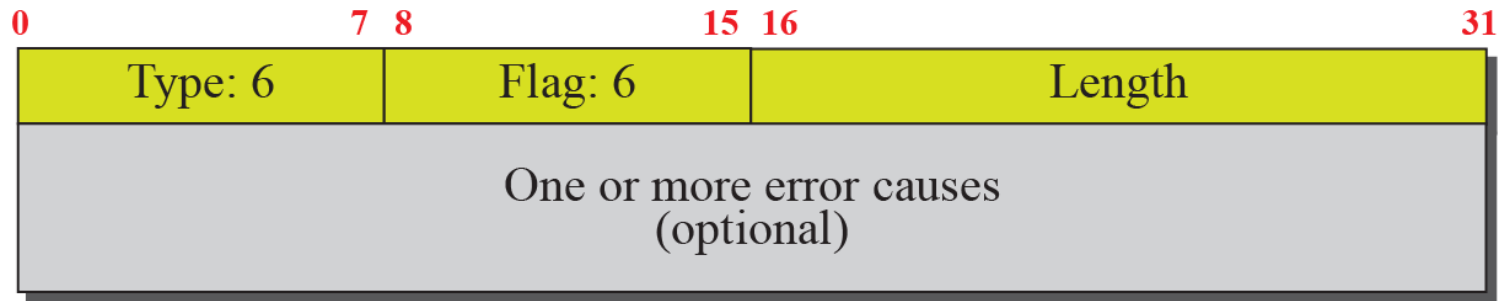 0 7 8 15 16 31
Type: 6 Flag: 6 Length
One or more error causes
(optional)